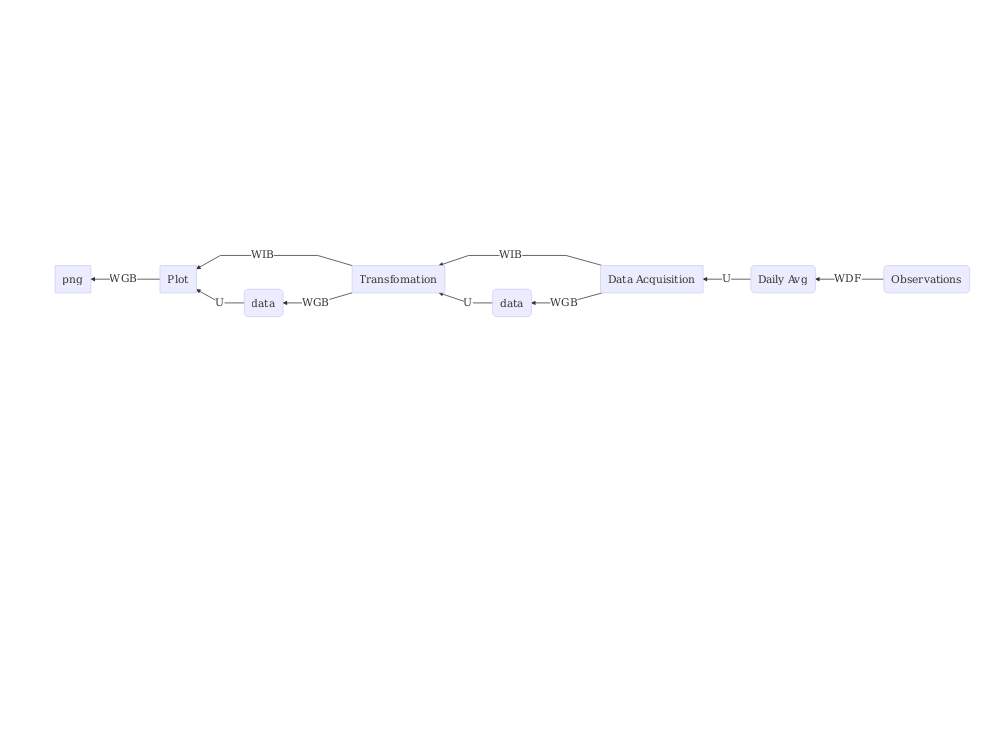 WIB WIB
png WGB Plot Transfomation Data Acquisition U Daily Avg WDF Observations
U data WGB U data WGB